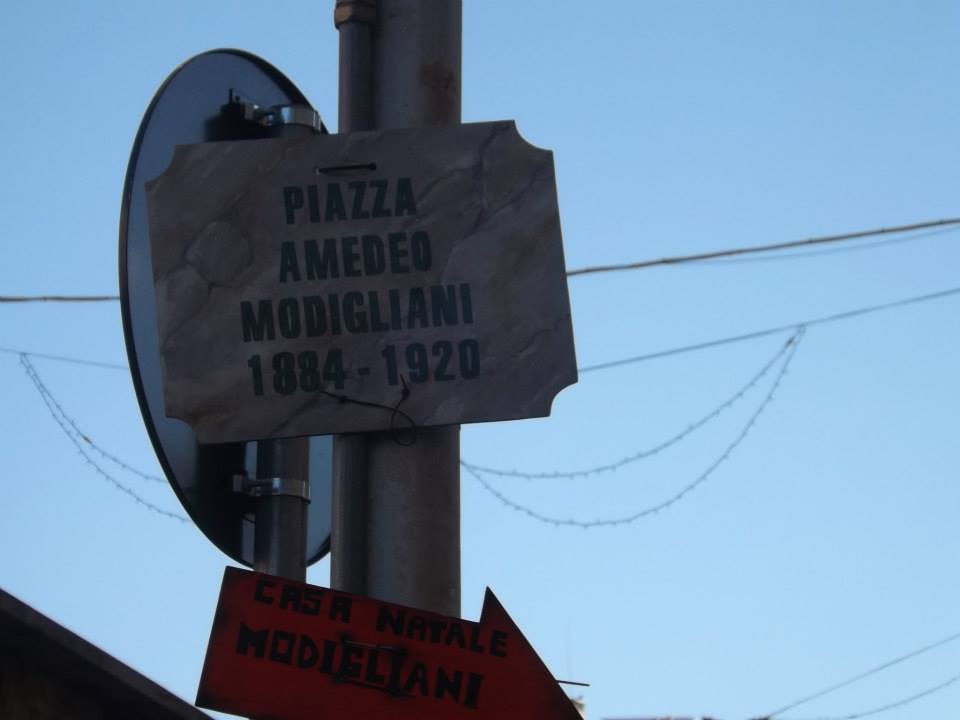 PIAZZA
AMEDEO
MODIGLIANI
1884 - 1920
CASA NATALE
MODIGLIANI